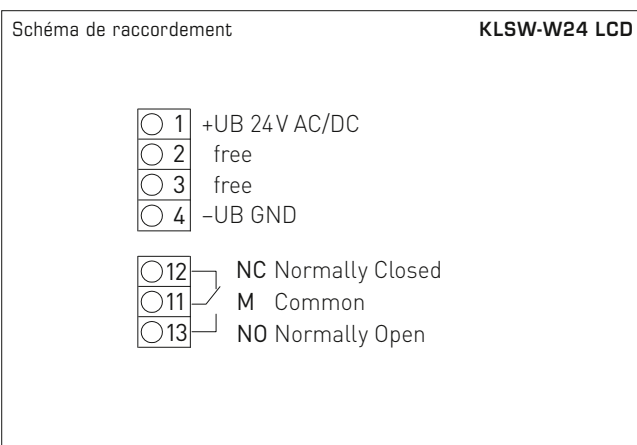 Schéma de raccordement KLSW-W24 LCD
1 +UB 24V AC/DC
2 free
3 free
4 –UB GND
12 NC Normally Closed
11 M Common
13 NO Normally Open